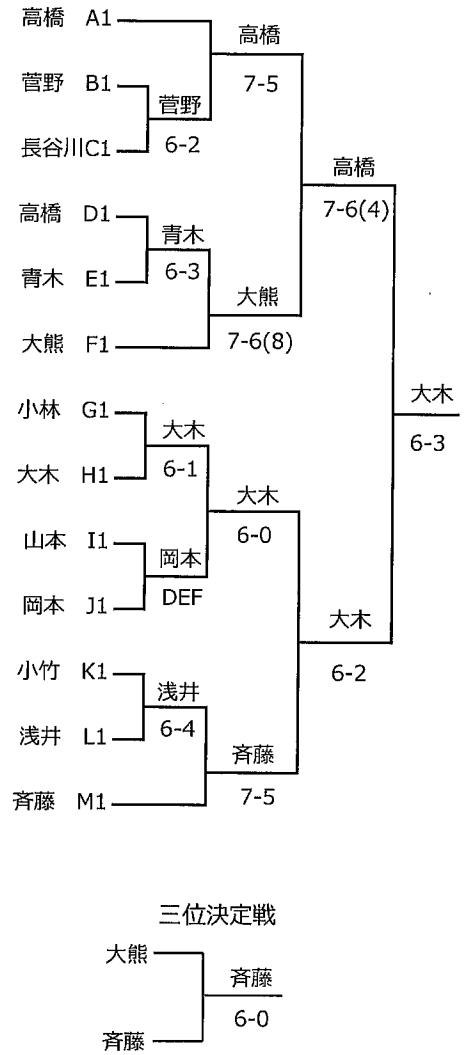 高橋 A1
高橋
菅野 B1
7-5
菅野
長谷川C1
6-2
高橋
高橋 D1
7-6(4)
青木
青木 E1
6-3
大熊
大熊 F1
7-6(8)
大木
小林 G1
大木
6-3
大木 H1
6-1
大木
山本 I1
6-0
岡本
岡本 J1
DEF
大木
小竹 K1
6-2
浅井
浅井 L1
6-4
斉藤
斉藤 M1
7-5
三位決定戦
大熊
斉藤
6-0
斉藤